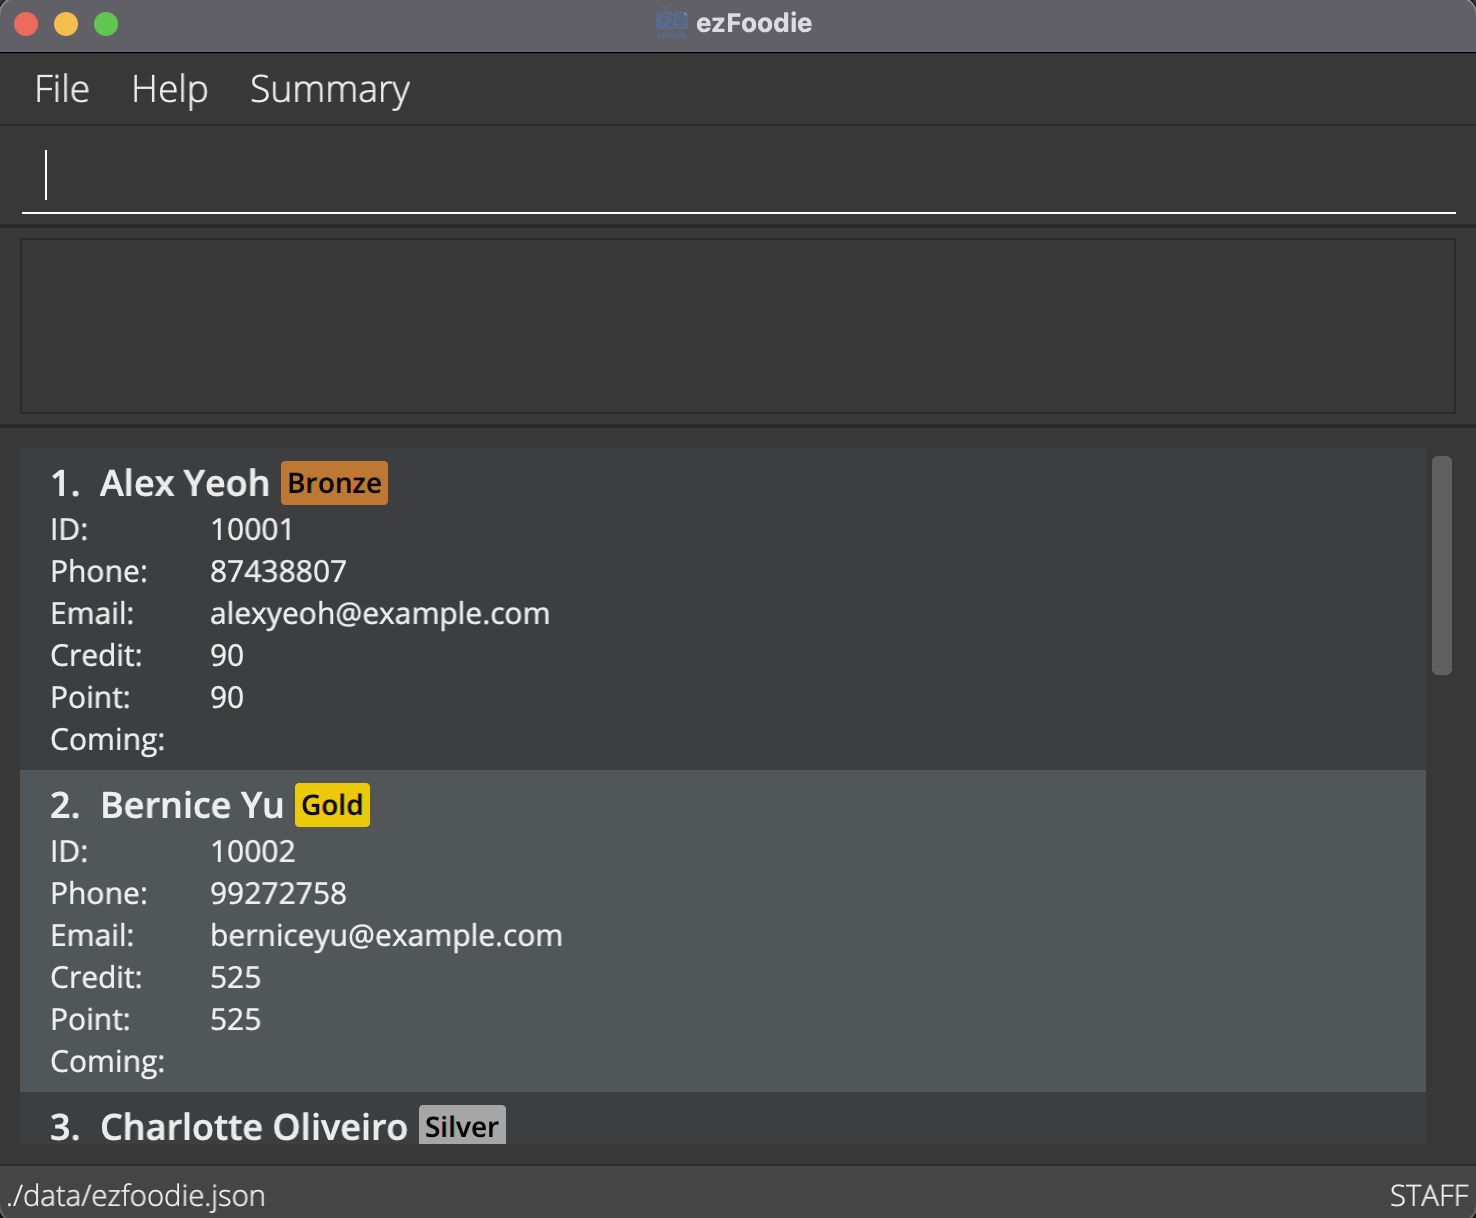 ezFoodie
File Help Summary
1. Alex Yeoh Bronze
ID: 10001
Phone: 87438807
Email: alexyeoh@example.com
Credit: 90
Point: 90
Coming:
2. Bernice Yu Gold
ID: 10002
Phone: 99272758
Email: berniceyu@example.com
Credit: 525
Point: 525
Coming:
3. Charlotte Oliveiro Silver
./data/ezfoodie.json STAFF